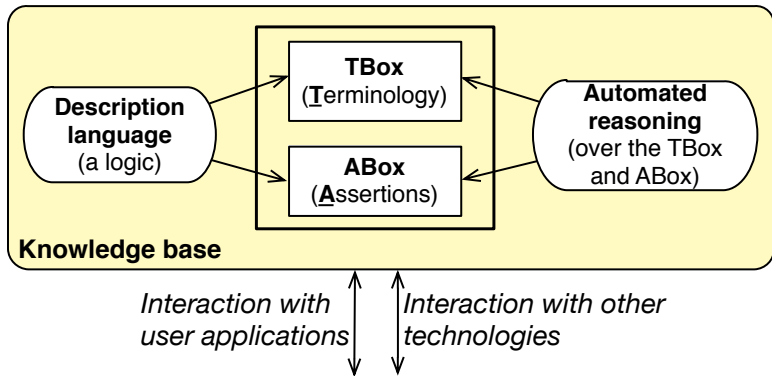 TBox
(Terminology)
Description
language
(a logic)
Automated
reasoning
(over the TBox
and ABox)
ABox
(Assertions)
Knowledge base
Interaction with
user applications
Interaction with other
technologies